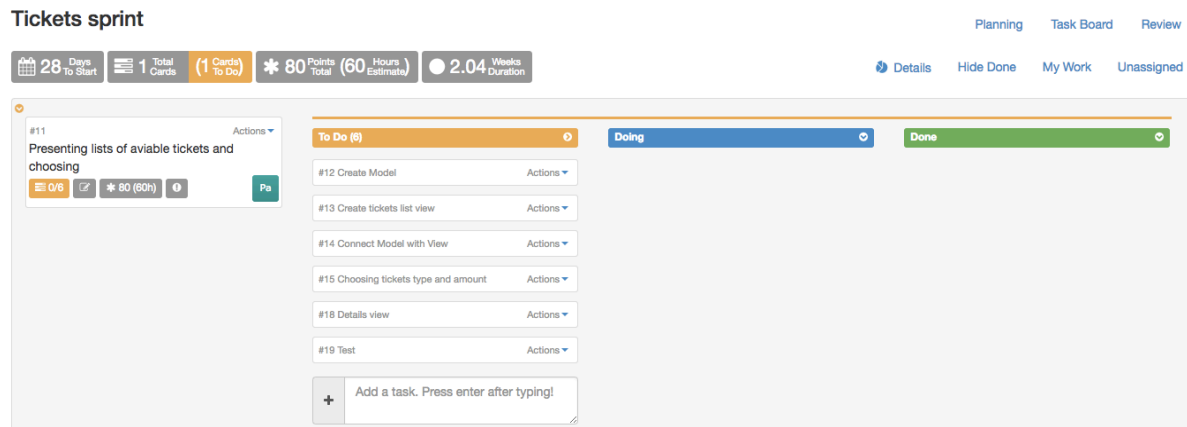 Tickets sprint
Planning Task Board Review
28 Days To Start 1 Total Cards (1 Cards To Do) 80 Points Total (60 Hours Estimate) 2.04 Weeks Duration
Details Hide Done My Work Unassigned
#11 Actions
Presenting lists of aviable tickets and
choosing
0/6 80 (60h) Pa
To Do (6)
#12 Create Model Actions
#13 Create tickets list view Actions
#14 Connect Model with View Actions
#15 Choosing tickets type and amount Actions
#18 Details view Actions
#19 Test Actions
+ Add a task. Press enter after typing!
Doing
Done